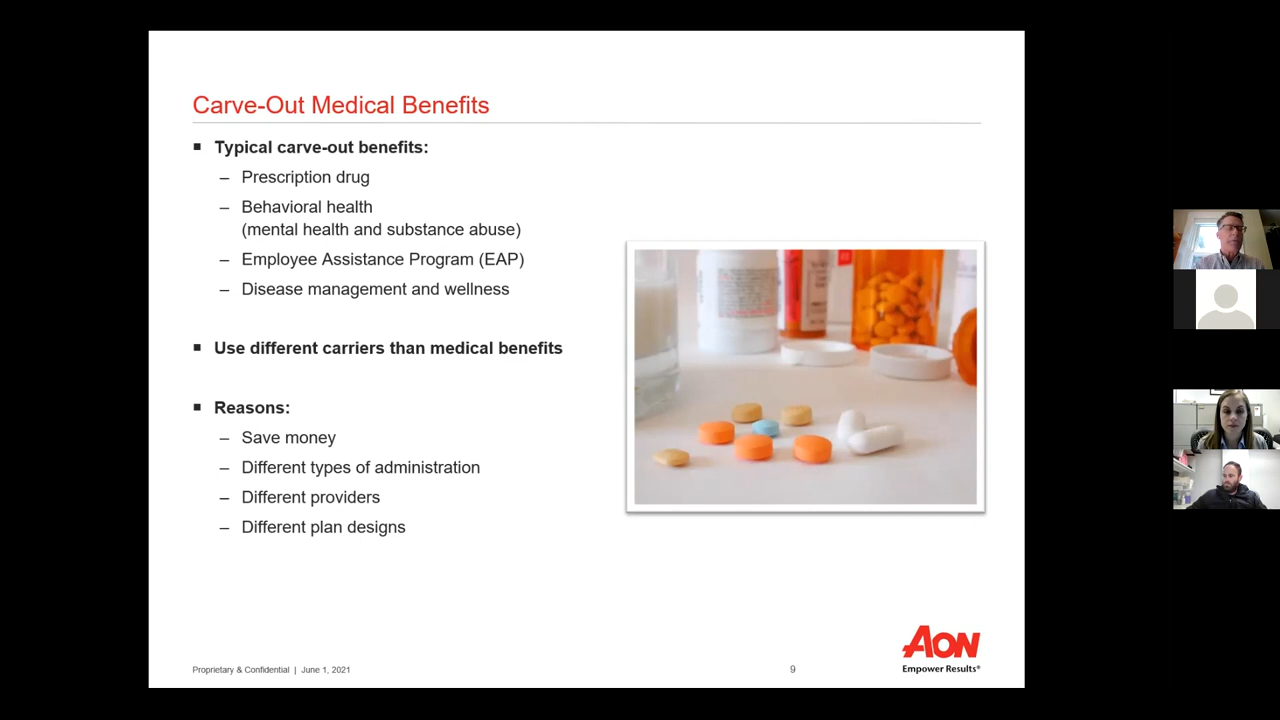 Carve-Out Medical Benefits
■ Typical carve-out benefits:
– Prescription drug
– Behavioral health
(mental health and substance abuse)
– Employee Assistance Program (EAP)
– Disease management and wellness
■ Use different carriers than medical benefits
■ Reasons:
– Save money
– Different types of administration
– Different providers
– Different plan designs
AON
Empower Results®
Proprietary & Confidential | June 1, 2021
9